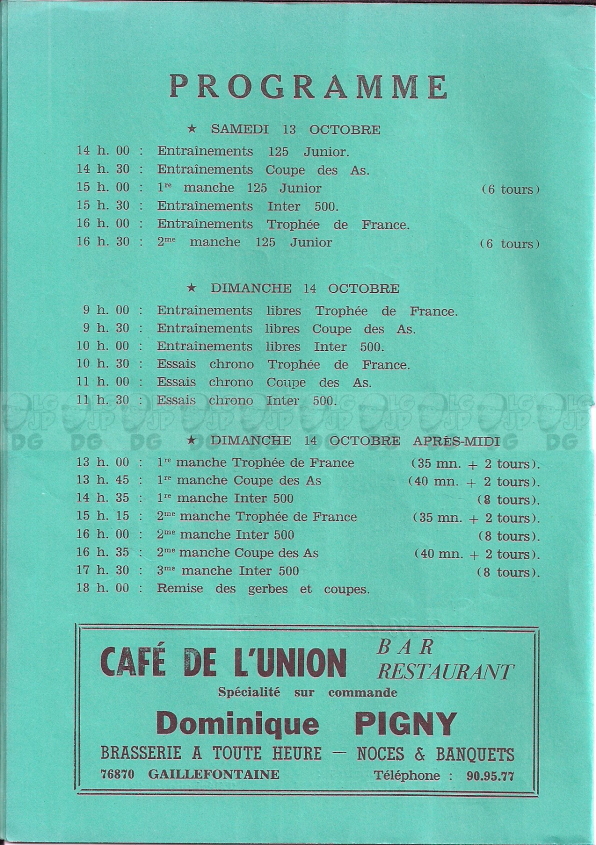 PROGRAMME
★ SAMEDI 13 OCTOBRE
14 h. 00 : Entraînements 125 Junior.
14 h. 30 : Entraînements Coupe des As.
15 h. 00 : 1re manche 125 Junior (6 tours)
15 h. 30 : Entraînements Inter 500.
16 h. 00 : Entraînements Trophée de France.
16 h. 30 : 2me manche 125 Junior (6 tours)
★ DIMANCHE 14 OCTOBRE
9 h. 00 : Entraînements libres Trophée de France.
9 h. 30 : Entraînements libres Coupe des As.
10 h. 00 : Entraînements libres Inter 500.
10 h. 30 : Essais chrono Trophée de France.
11 h. 00 : Essais chrono Coupe des As.
11 h. 30 : Essais chrono Inter 500.
★ DIMANCHE 14 OCTOBRE APRÈS-MIDI
13 h. 00 : 1re manche Trophée de France (35 mn. + 2 tours).
13 h. 45 : 1re manche Coupe des As (40 mn. + 2 tours).
14 h. 35 : 1re manche Inter 500 (8 tours).
15 h. 15 : 2me manche Trophée de France (35 mn. + 2 tours).
16 h. 00 : 2me manche Inter 500 (8 tours).
16 h. 35 : 2me manche Coupe des As (40 mn. + 2 tours).
17 h. 30 : 3me manche Inter 500 (8 tours).
18 h. 00 : Remise des gerbes et coupes.
CAFÉ DE L'UNION BAR
RESTAURANT
Spécialité sur commande
Dominique PIGNY
BRASSERIE A TOUTE HEURE — NOCES & BANQUETS
76870 GAILLEFONTAINE Téléphone : 90.95.77